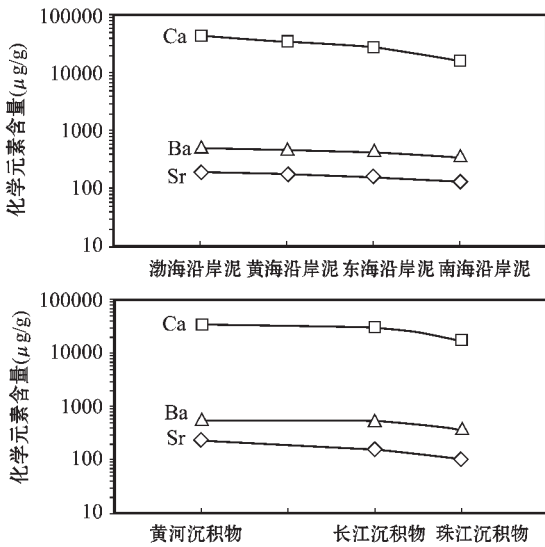 化学元素含量(μg/g)
100000
10000
1000
100
10
Ca
Ba
Sr
渤海沿岸泥 黄海沿岸泥 东海沿岸泥 南海沿岸泥
化学元素含量(μg/g)
100000
10000
1000
100
10
Ca
Ba
Sr
黄河沉积物 长江沉积物 珠江沉积物